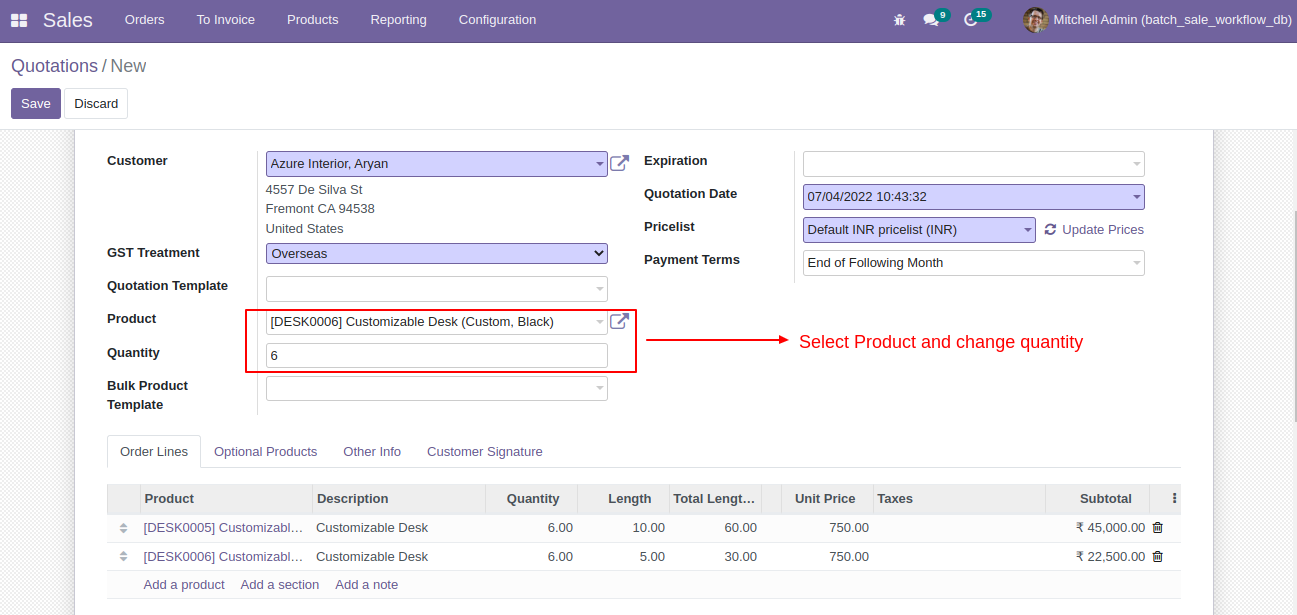 Sales Orders To Invoice Products Reporting Configuration 9 15 Mitchell Admin (batch_sale_workflow_db)
Quotations / New
Save Discard
Customer Azure Interior, Aryan Expiration
4557 De Silva St Quotation Date 07/04/2022 10:43:32
Fremont CA 94538
United States Pricelist Default INR pricelist (INR) Update Prices
GST Treatment Overseas Payment Terms End of Following Month
Quotation Template
Product [DESK0006] Customizable Desk (Custom, Black)
Select Product and change quantity
Quantity 6
Bulk Product
Template
Order Lines Optional Products Other Info Customer Signature
Product Description Quantity Length Total Lengt... Unit Price Taxes Subtotal
[DESK0005] Customizabl... Customizable Desk 6.00 10.00 60.00 750.00 ₹ 45,000.00
[DESK0006] Customizabl... Customizable Desk 6.00 5.00 30.00 750.00 ₹ 22,500.00
Add a product Add a section Add a note